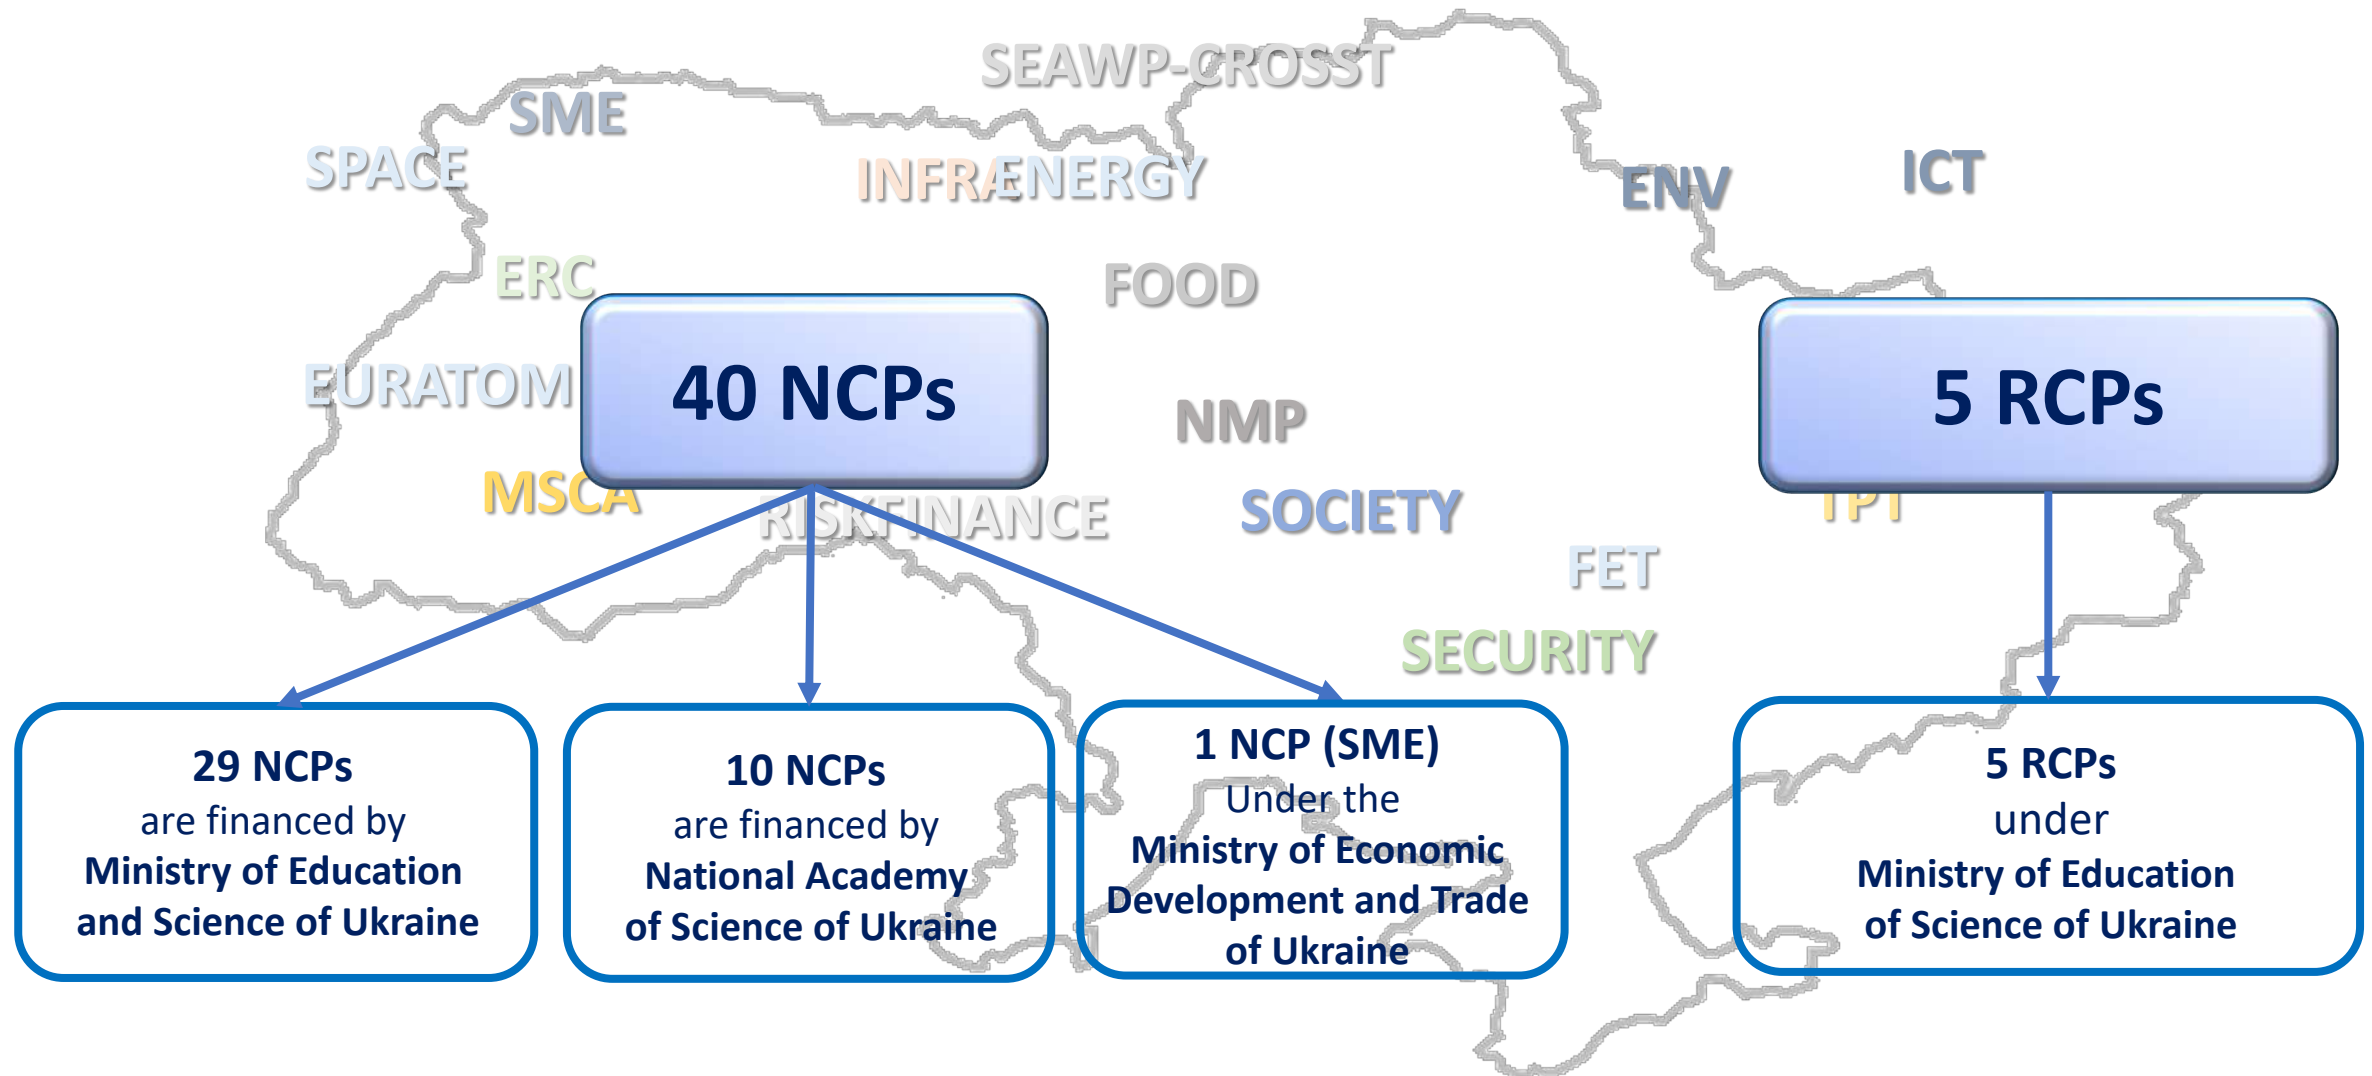 SEAWP-CROSST
SME
SPACE
INFRA
ENERGY
ENV
ICT
ERC
FOOD
EURATOM
40 NCPs
5 RCPs
NMP
MSCA
RISKFINANCE
SOCIETY
TPT
FET
SECURITY
29 NCPs
are financed by
Ministry of Education
and Science of Ukraine
10 NCPs
are financed by
National Academy
of Science of Ukraine
1 NCP (SME)
Under the
Ministry of Economic
Development and Trade
of Ukraine
5 RCPs
under
Ministry of Education
of Science of Ukraine